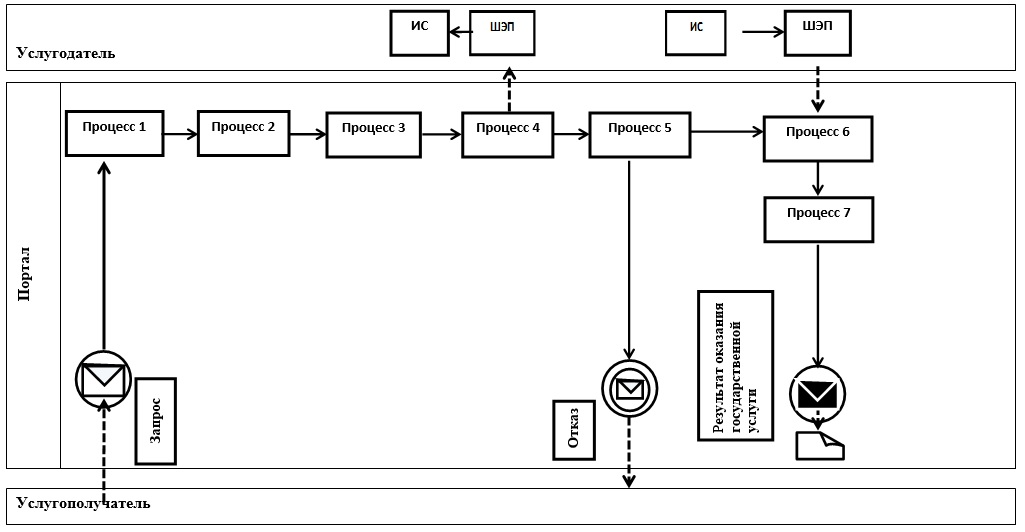 ИС
ШЭП
ИС
ШЭП
Услугодатель
Процесс 1
Процесс 2
Процесс 3
Процесс 4
Процесс 5
Процесс 6
Процесс 7
Портал
Запрос
Отказ
Результат оказания
государственной
услуги
Услугополучатель